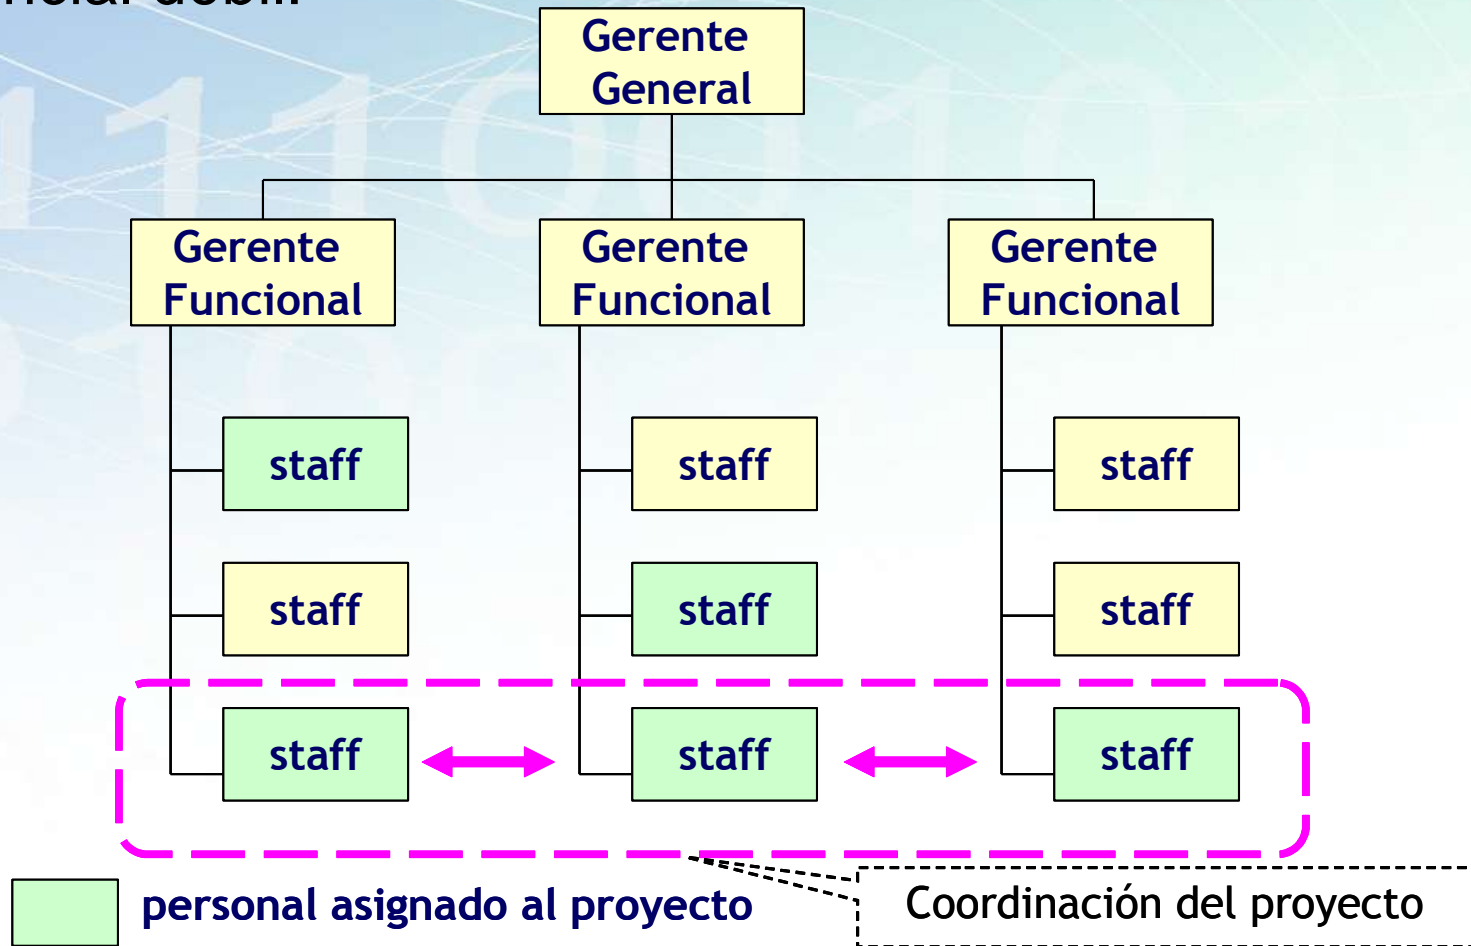 Gerente
General
Gerente
Funcional
Gerente
Funcional
Gerente
Funcional
staff
staff
staff
staff
staff
staff
staff
staff
staff
personal asignado al proyecto
Coordinación del proyecto